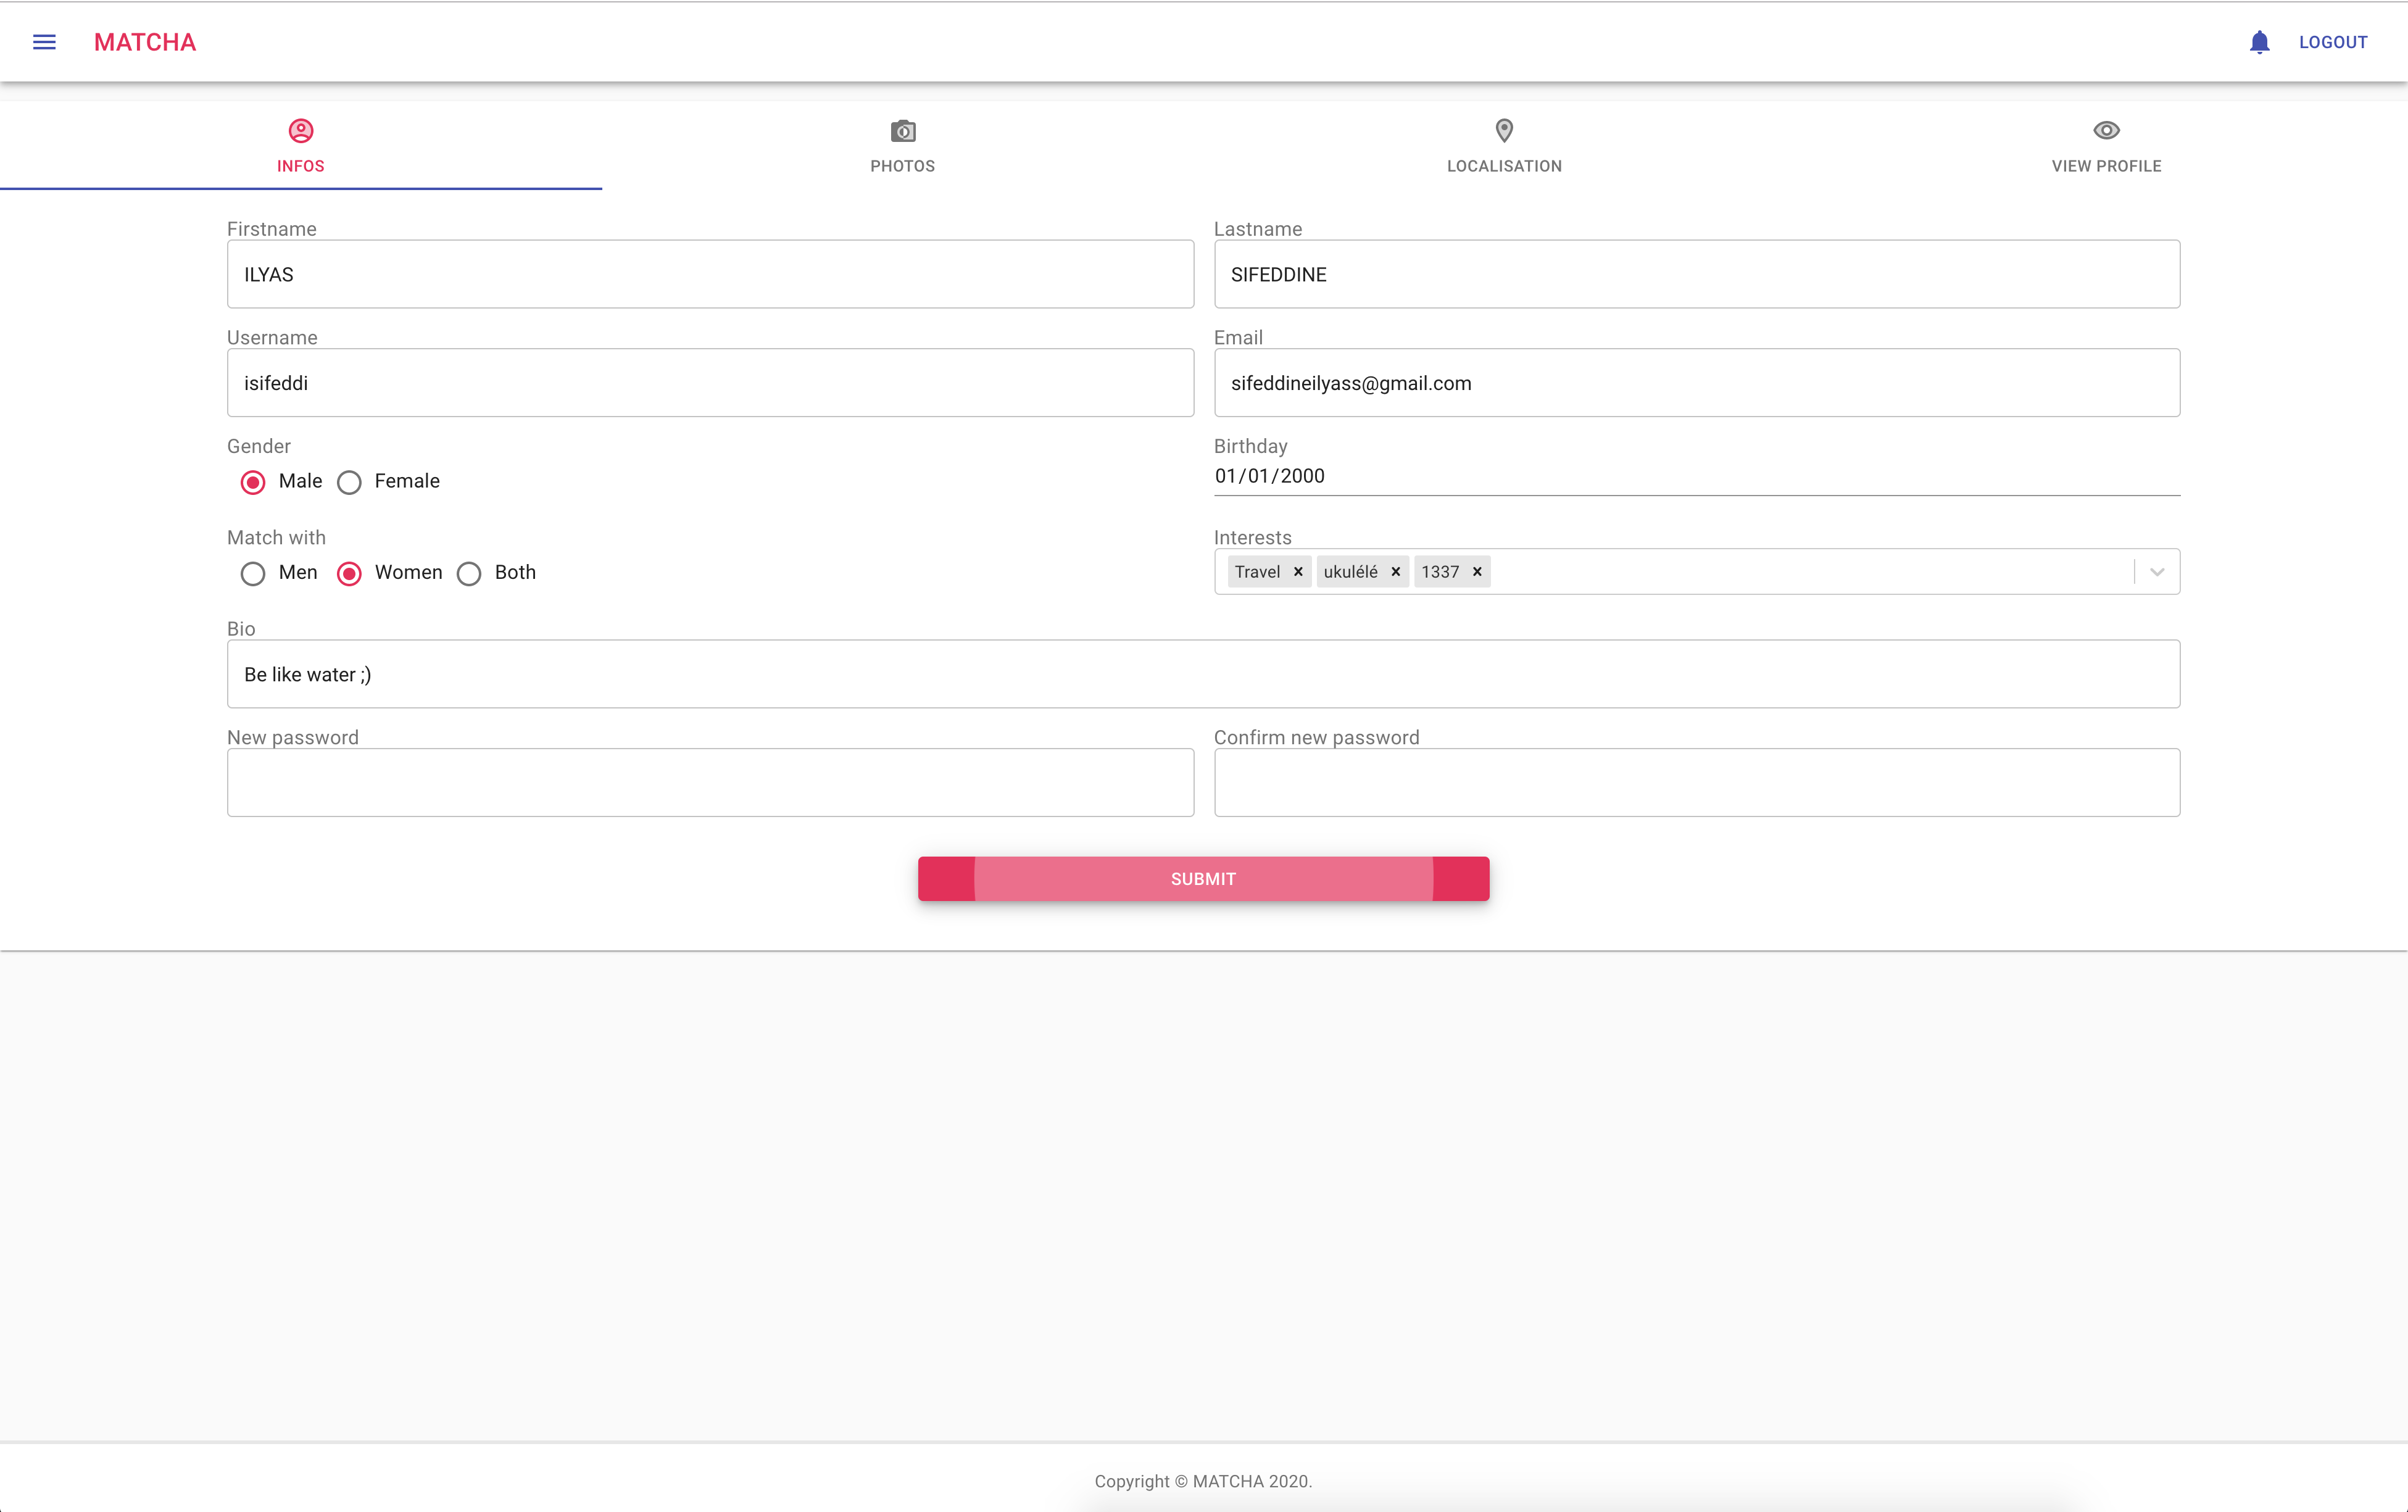 MATCHA LOGOUT
INFOS PHOTOS LOCALISATION VIEW PROFILE
Firstname Lastname
ILYAS SIFEDDINE
Username Email
isifeddi sifeddineilyass@gmail.com
Gender Birthday
Male Female 01/01/2000
Match with Interests
Men Women Both Travel ukulélé 1337
Bio
Be like water ;)
New password Confirm new password
SUBMIT
Copyright © MATCHA 2020.